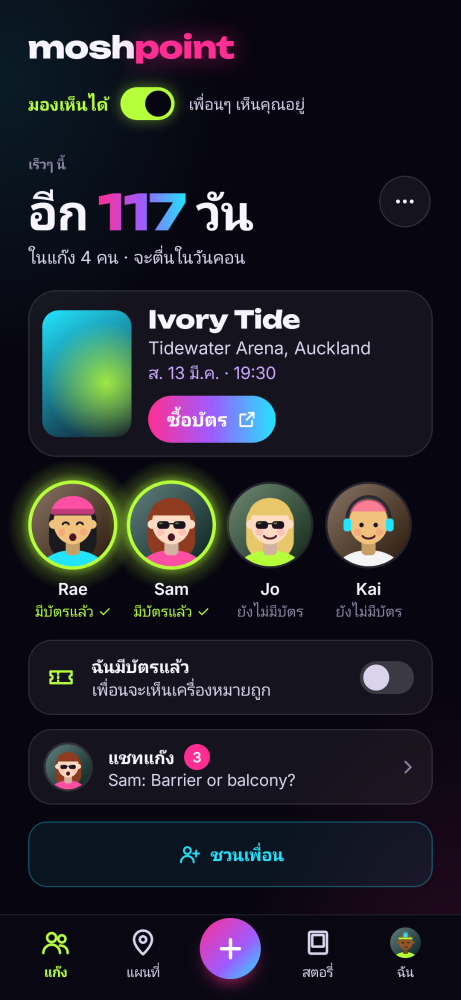 moshpoint
มองเห็นได้ เพื่อนๆ เห็นคุณอยู่
เร็วๆ นี้
อีก 117 วัน
ในแก๊ง 4 คน · จะตื่นในวันคอน
Ivory Tide
Tidewater Arena, Auckland
ส. 13 มี.ค. · 19:30
ซื้อบัตร
Rae Sam Jo Kai
มีบัตรแล้ว ✓ มีบัตรแล้ว ✓ ยังไม่มีบัตร ยังไม่มีบัตร
ฉันมีบัตรแล้ว
เพื่อนจะเห็นเครื่องหมายถูก
แชทแก๊ง 3
Sam: Barrier or balcony?
ชวนเพื่อน
แก๊ง แผนที่ สตอรี่ ฉัน